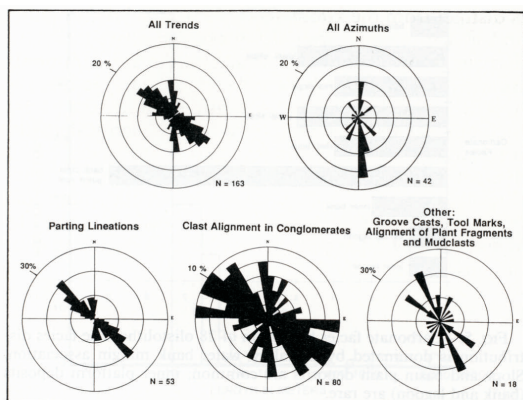 All Trends
N
20 %
E
N = 163
All Azimuths
N
20 %
W
E
N = 42
Parting Lineations
N
30%
E
N = 53
Clast Alignment in Conglomerates
N
10 %
E
N = 80
Other:
Groove Casts, Tool Marks,
Alignment of Plant Fragments
and Mudclasts
30%
E
N = 18